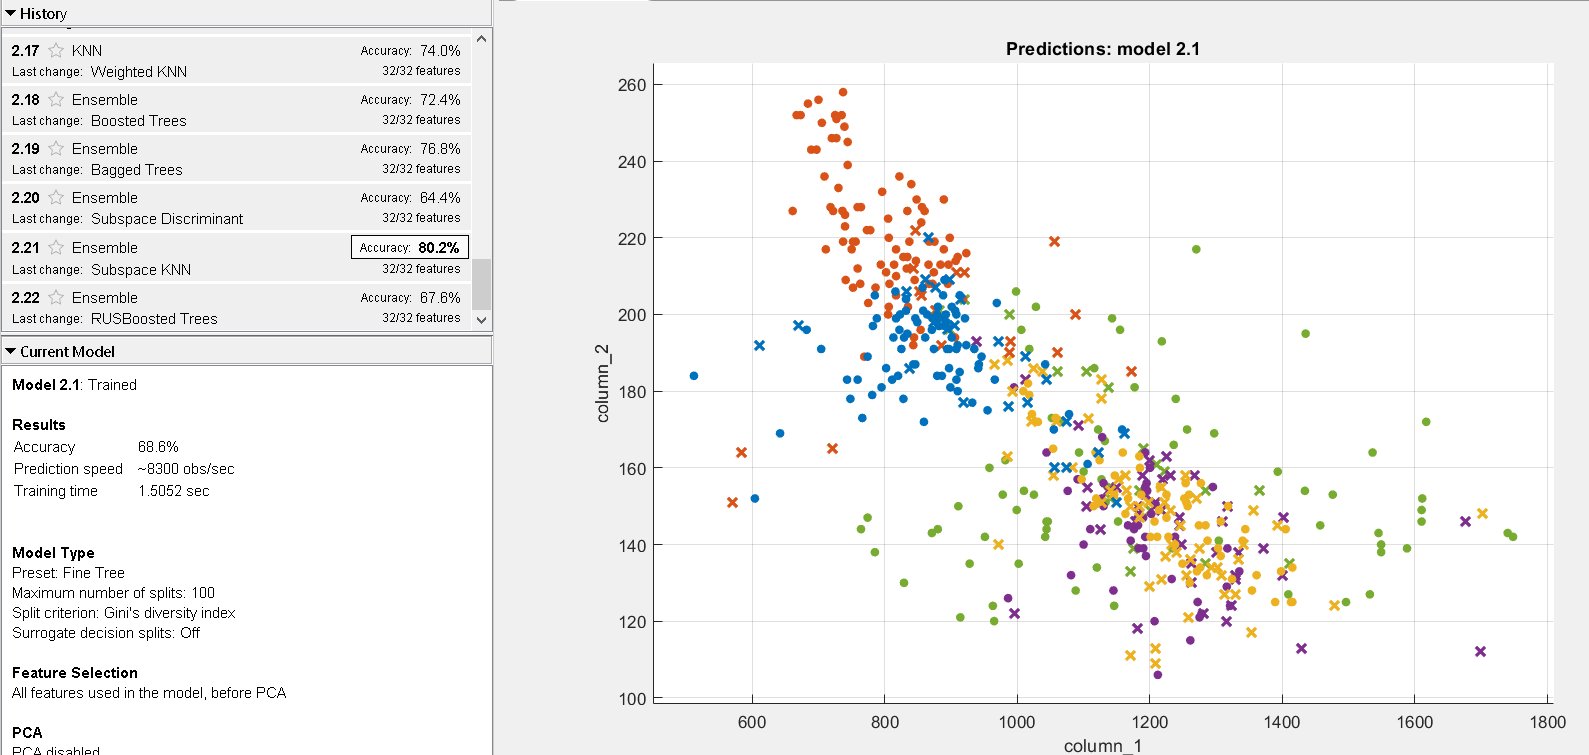 History
2.17 KNN Accuracy: 74.0%
Last change: Weighted KNN 32/32 features
2.18 Ensemble Accuracy: 72.4%
Last change: Boosted Trees 32/32 features
2.19 Ensemble Accuracy: 76.8%
Last change: Bagged Trees 32/32 features
2.20 Ensemble Accuracy: 64.4%
Last change: Subspace Discriminant 32/32 features
2.21 Ensemble Accuracy: 80.2%
Last change: Subspace KNN 32/32 features
2.22 Ensemble Accuracy: 67.6%
Last change: RUSBoosted Trees 32/32 features
Current Model
Model 2.1: Trained
Results
Accuracy 68.6%
Prediction speed ~8300 obs/sec
Training time 1.5052 sec
Model Type
Preset: Fine Tree
Maximum number of splits: 100
Split criterion: Gini's diversity index
Surrogate decision splits: Off
Feature Selection
All features used in the model, before PCA
PCA
PCA disabled
Predictions: model 2.1
260
240
220
200
180
160
140
120
100
column_2
600 800 1000 1200 1400 1600 1800
column_1